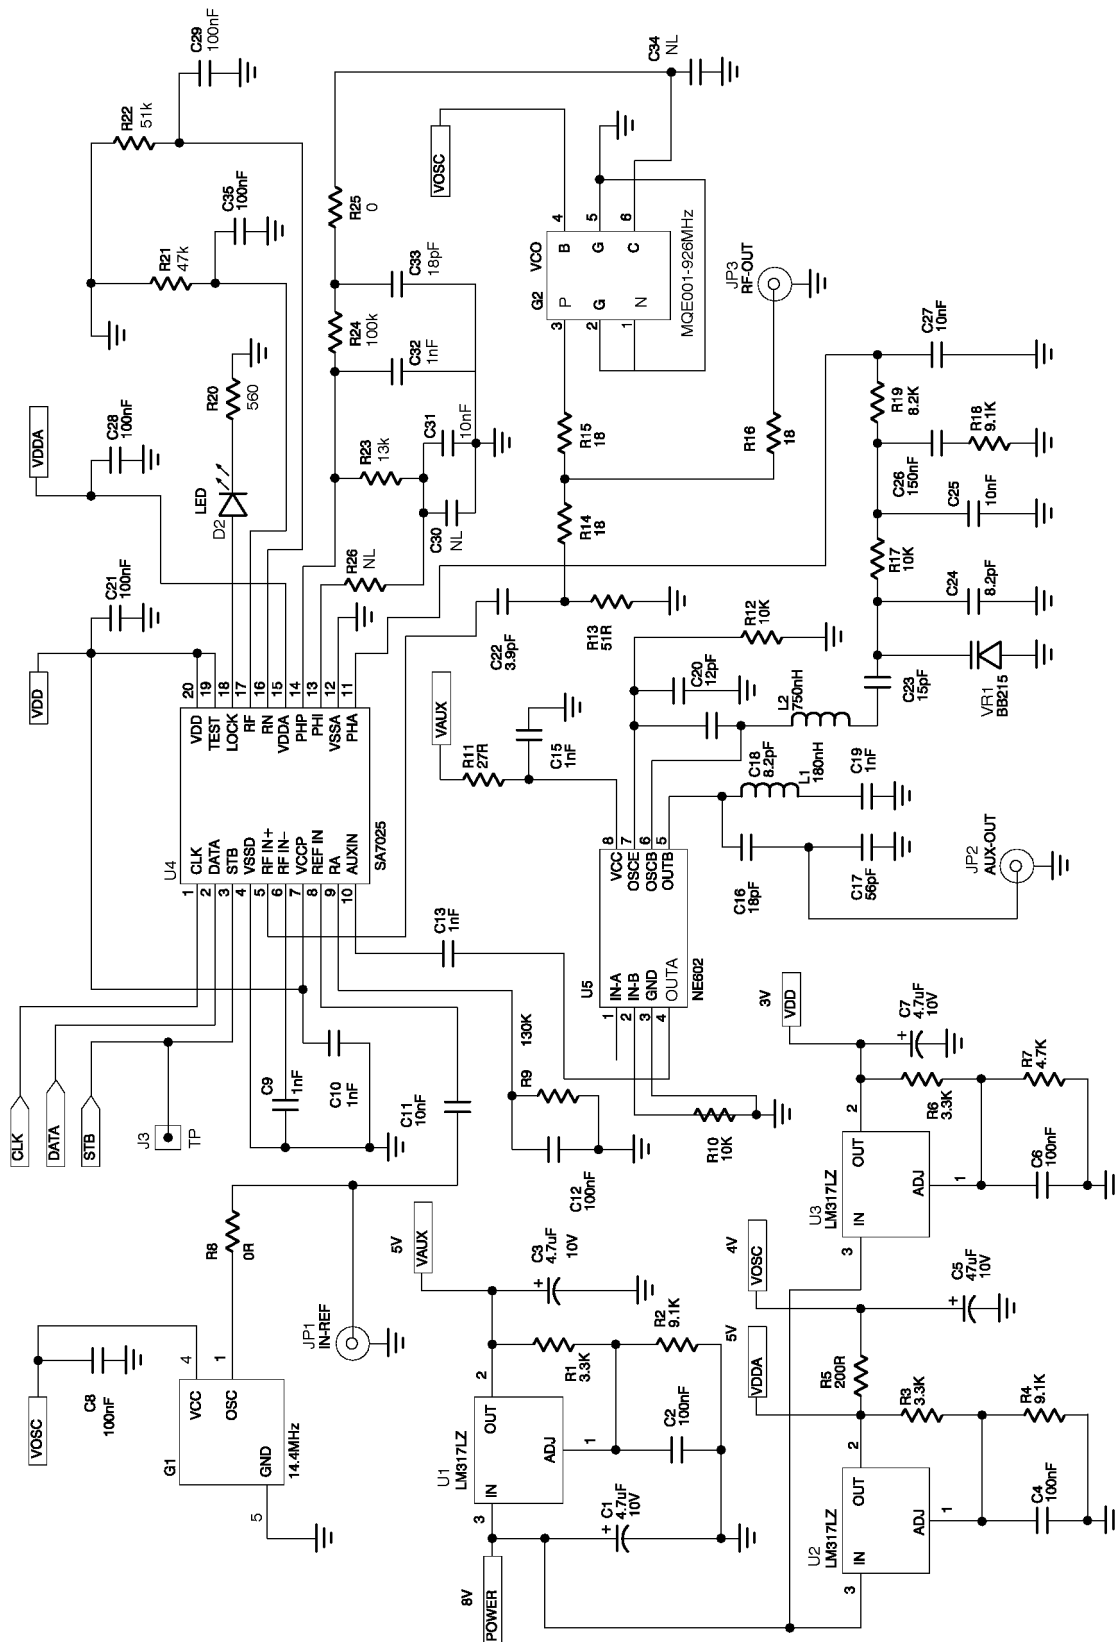 CLK
DATA
STB
J3
TP
VDD
C21
100nF
VDDA
C28
100nF
R22
51k
C29
100nF
R21
47k
C35
100nF
LED
D2
R20
560
U4
SA7025
1
2
3
4
5
6
7
8
9
10
CLK
DATA
STB
VSSD
RF IN+
RF IN–
VCCP
REF IN
RA
AUXIN
VDD
TEST
LOCK
RF
RN
VDDA
PHP
PHI
VSSA
PHA
20
19
18
17
16
15
14
13
12
11
C9
1nF
C10
1nF
C11
10nF
R26
NL
R23
13k
C30
NL
C31
10nF
C32
1nF
R24
100k
C33
18pF
R25
0
C34
NL
VOSC
G2
VCO
P
G
N
B
G
C
3
2
1
4
5
6
MQE001-926MHz
JP3
RF-OUT
R15
18
R14
18
R16
18
C22
3.9pF
R13
51R
C13
1nF
130K
R9
C12
100nF
R10
10K
VAUX
R11
27R
C15
1nF
U5
NE602
IN-A
IN-B
GND
OUTA
1
2
3
4
VCC
OSCE
OSCB
OUTB
8
7
6
5
C20
12pF
R12
10K
C18
8.2pF
L2
750nH
L1
180nH
C19
1nF
C16
18pF
C17
56pF
JP2
AUX-OUT
C23
15pF
VR1
BB215
C24
8.2pF
R17
10K
C25
10nF
C26
150nF
R18
9.1K
R19
8.2K
C27
10nF
VOSC
C8
100nF
G1
14.4MHz
VCC
OSC
GND
4
1
5
R8
0R
JP1
IN-REF
8V
POWER
U1
LM317LZ
IN
OUT
ADJ
3
2
1
C1
4.7uF
10V
C2
100nF
R1
3.3K
R2
9.1K
C3
4.7uF
10V
5V
VAUX
U2
LM317LZ
IN
OUT
ADJ
3
2
1
C4
100nF
R3
3.3K
R4
9.1K
5V
VDDA
R5
200R
4V
VOSC
C5
47uF
10V
U3
LM317LZ
IN
OUT
ADJ
3
2
1
C6
100nF
R6
3.3K
R7
4.7K
3V
VDD
C7
4.7uF
10V